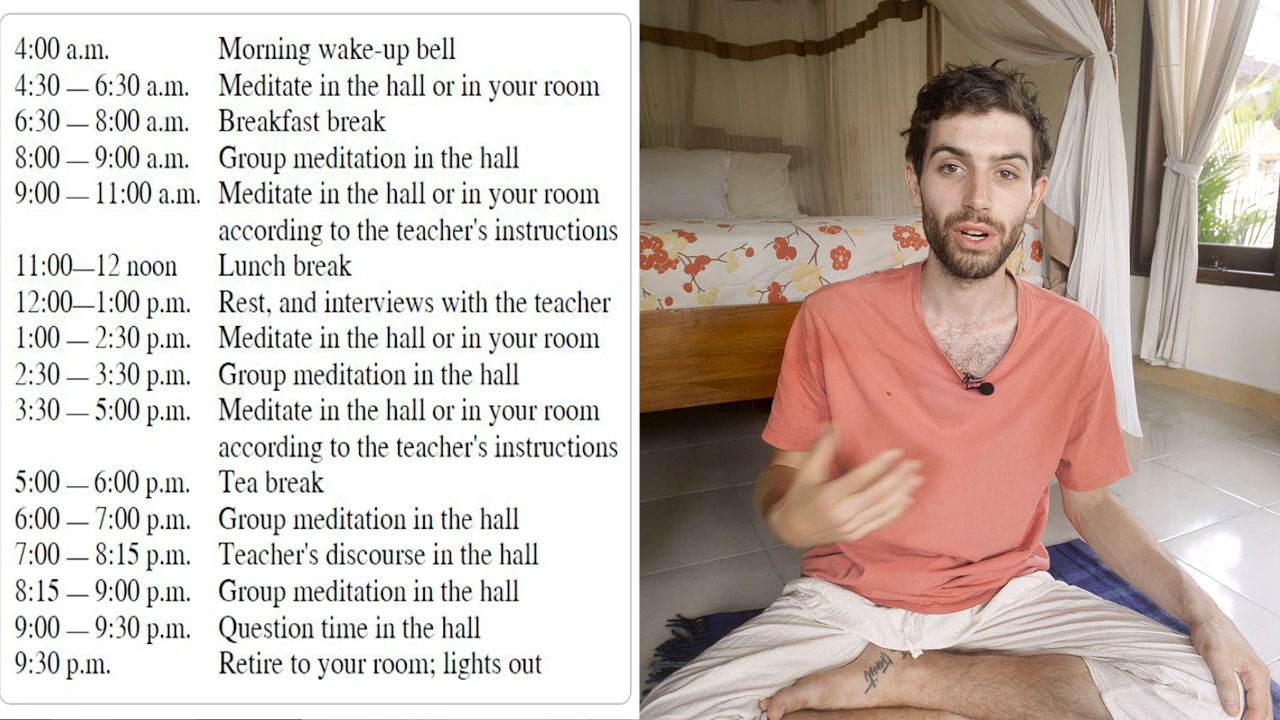 4:00 a.m. Morning wake-up bell
4:30 — 6:30 a.m. Meditate in the hall or in your room
6:30 — 8:00 a.m. Breakfast break
8:00 — 9:00 a.m. Group meditation in the hall
9:00 — 11:00 a.m. Meditate in the hall or in your room
according to the teacher's instructions
11:00—12 noon Lunch break
12:00—1:00 p.m. Rest, and interviews with the teacher
1:00 — 2:30 p.m. Meditate in the hall or in your room
2:30 — 3:30 p.m. Group meditation in the hall
3:30 — 5:00 p.m. Meditate in the hall or in your room
according to the teacher's instructions
5:00 — 6:00 p.m. Tea break
6:00 — 7:00 p.m. Group meditation in the hall
7:00 — 8:15 p.m. Teacher's discourse in the hall
8:15 — 9:00 p.m. Group meditation in the hall
9:00 — 9:30 p.m. Question time in the hall
9:30 p.m. Retire to your room; lights out